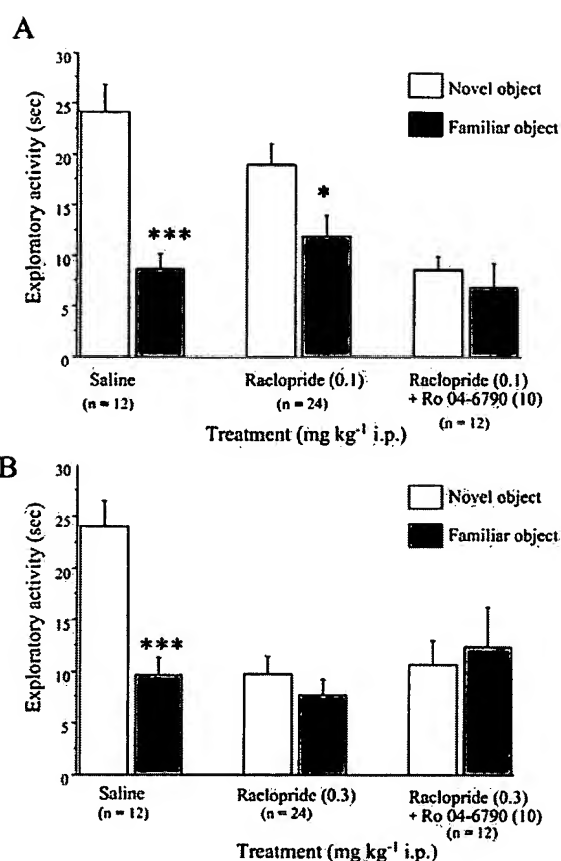 A
30
25
20
15
10
5
0
Exploratory activity (sec)
Novel object
Familiar object
***
*
Saline
(n = 12)
Raclopride (0.1)
(n = 24)
Raclopride (0.1)
+ Ro 04-6790 (10)
(n = 12)
Treatment (mg kg⁻¹ i.p.)
B
30
25
20
15
10
5
0
Exploratory activity (sec)
Novel object
Familiar object
***
Saline
(n = 12)
Raclopride (0.3)
(n = 24)
Raclopride (0.3)
+ Ro 04-6790 (10)
(n = 12)
Treatment (mg kg⁻¹ i.p.)